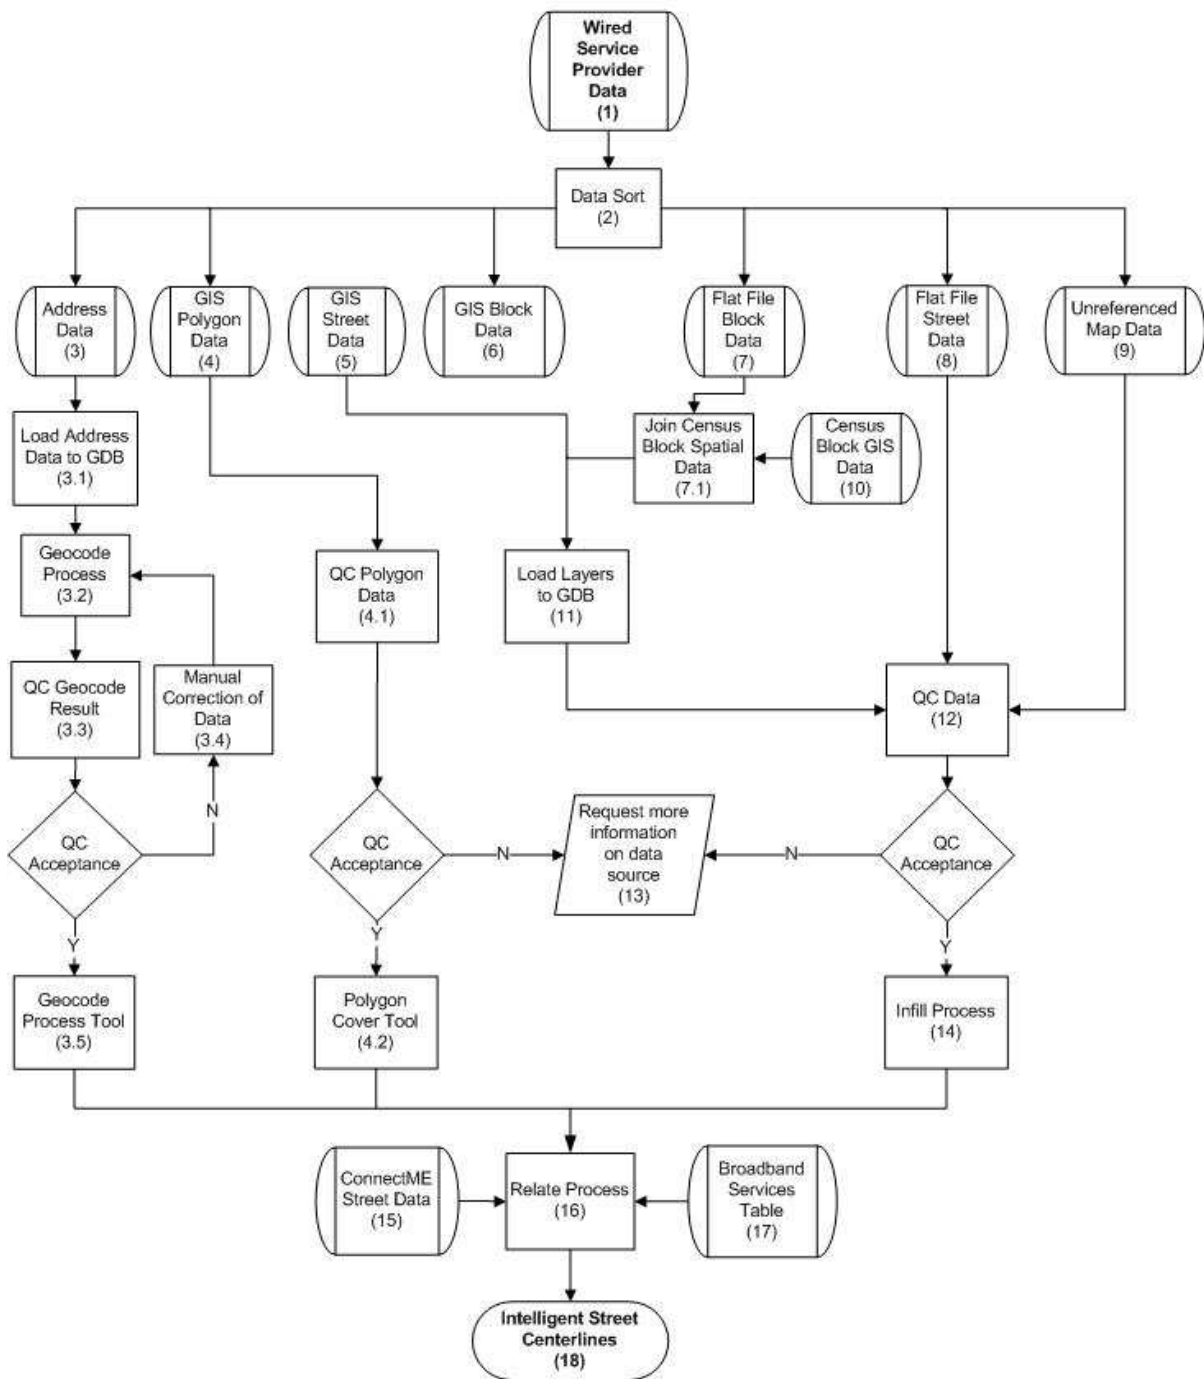 Wired
Service
Provider
Data
(1)
Data Sort
(2)
Address
Data
(3)
GIS
Polygon
Data
(4)
GIS
Street
Data
(5)
GIS Block
Data
(6)
Flat File
Block
Data
(7)
Flat File
Street
Data
(8)
Unreferenced
Map Data
(9)
Load Address
Data to GDB
(3.1)
Join Census
Block Spatial
Data
(7.1)
Census
Block GIS
Data
(10)
Geocode
Process
(3.2)
QC Polygon
Data
(4.1)
Load Layers
to GDB
(11)
QC Geocode
Result
(3.3)
Manual
Correction of
Data
(3.4)
QC Data
(12)
QC
Acceptance
N
QC
Acceptance
N
Request more
information
on data
source
(13)
N
QC
Acceptance
Y
Y
Y
Geocode
Process Tool
(3.5)
Polygon
Cover Tool
(4.2)
Infill Process
(14)
ConnectME
Street Data
(15)
Relate Process
(16)
Broadband
Services
Table
(17)
Intelligent Street
Centerlines
(18)